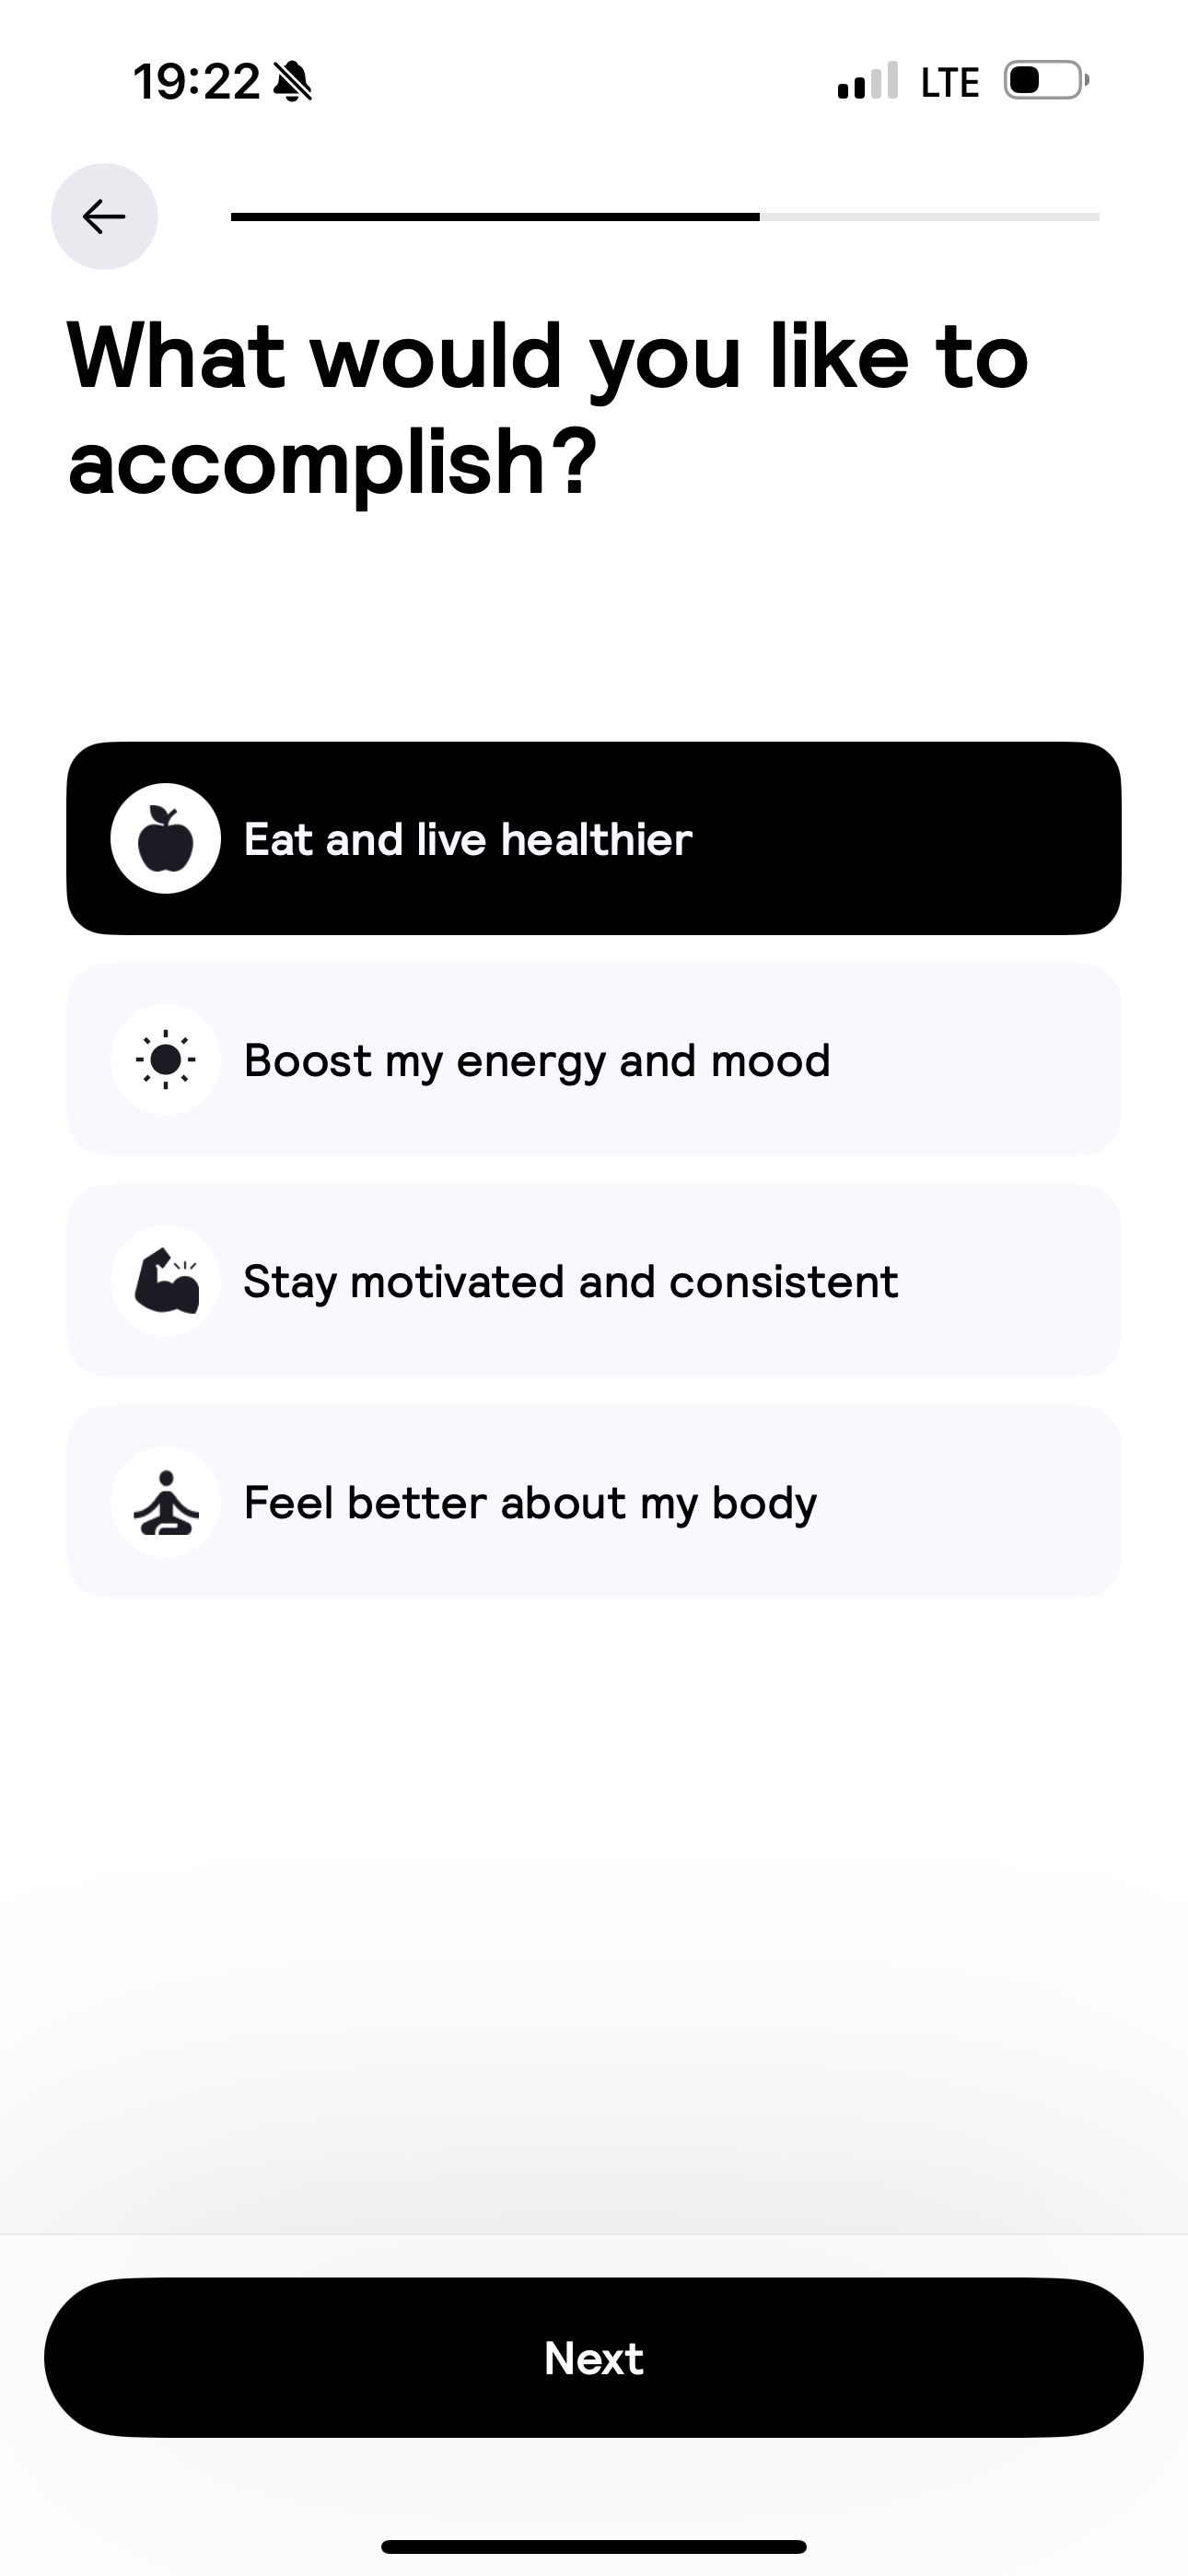 19:22
LTE
What would you like to
accomplish?
Eat and live healthier
Boost my energy and mood
Stay motivated and consistent
Feel better about my body
Next